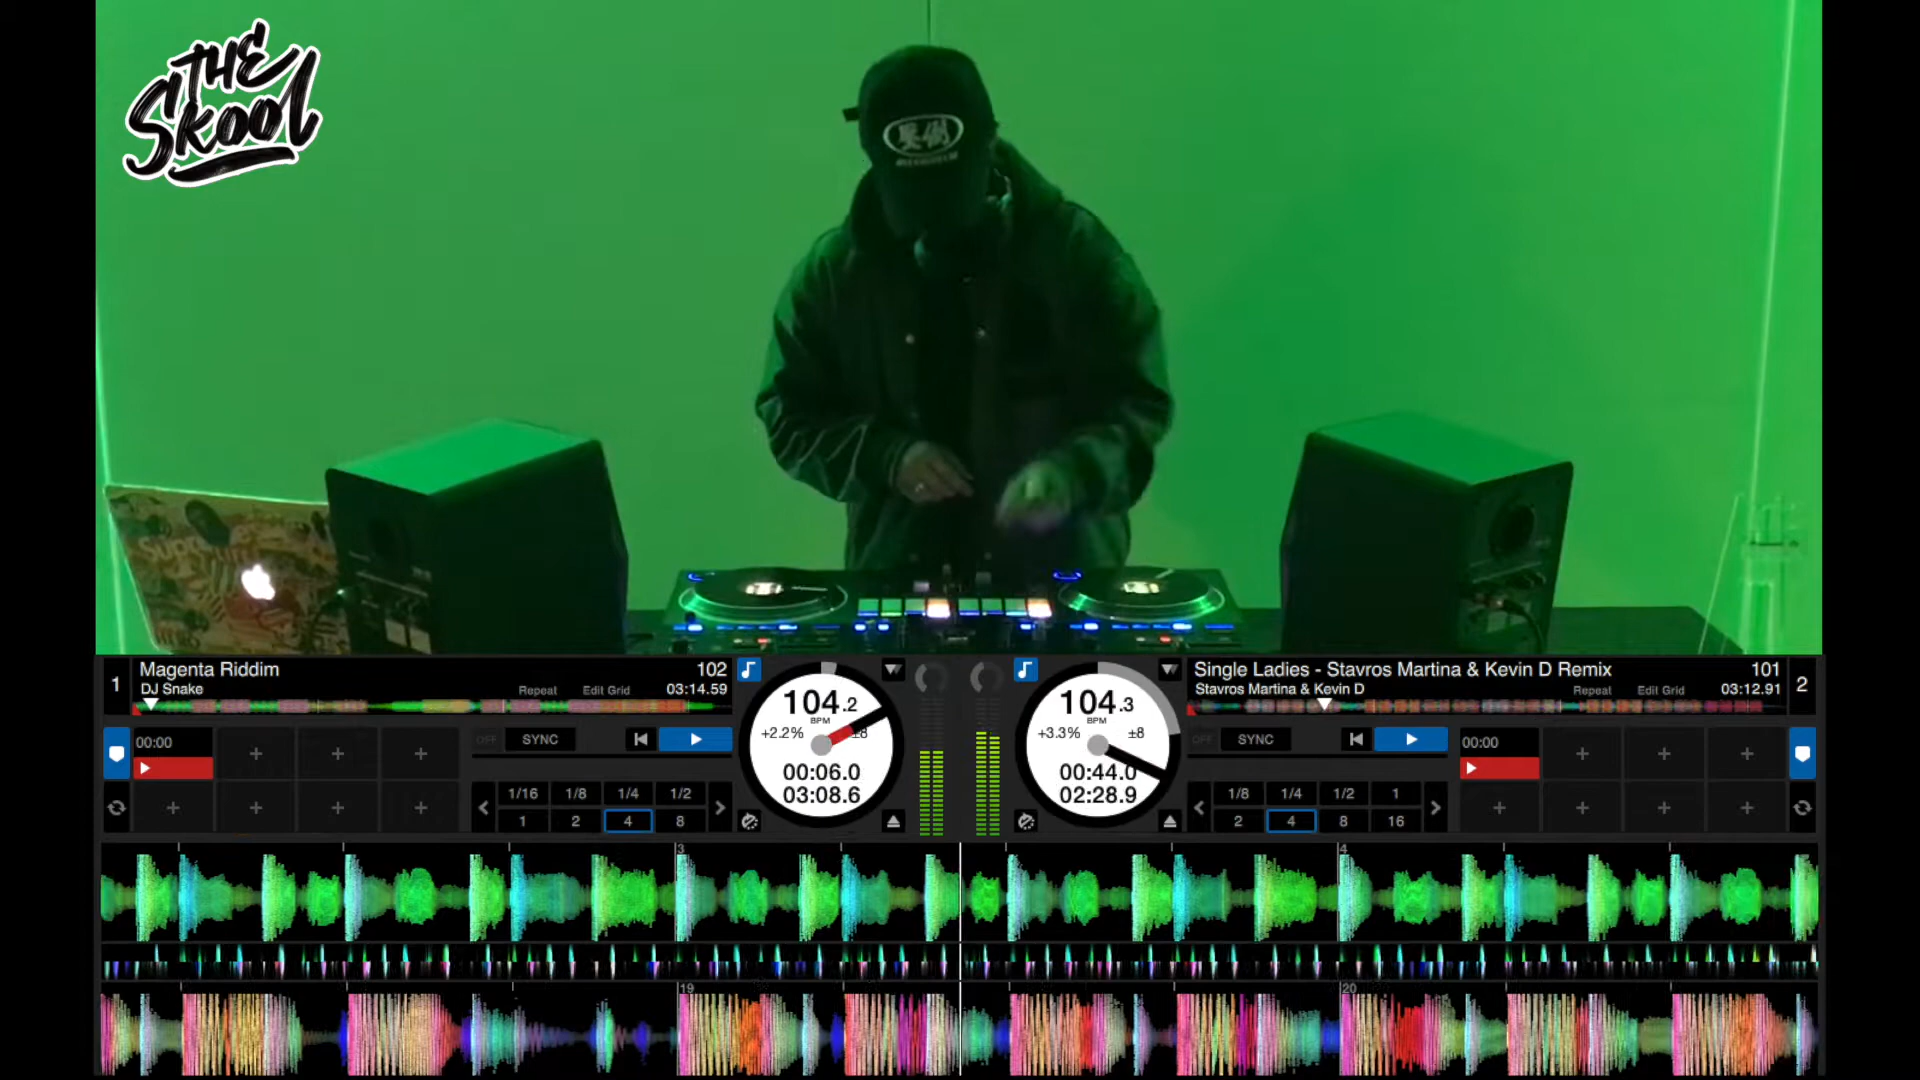 THE
Skool
1
Magenta Riddim
102
DJ Snake
Repeat
Edit Grid
03:14.59
104.2
BPM
+2.2%
±8
00:06.0
03:08.6
104.3
BPM
+3.3%
±8
00:44.0
02:28.9
Single Ladies - Stavros Martina & Kevin D Remix
101
2
Stavros Martina & Kevin D
Repeat
Edit Grid
03:12.91
00:00
OFF
SYNC
1/16
1/8
1/4
1/2
1
2
4
8
OFF
SYNC
1/8
1/4
1/2
1
2
4
8
16
00:00
3
4
19
20